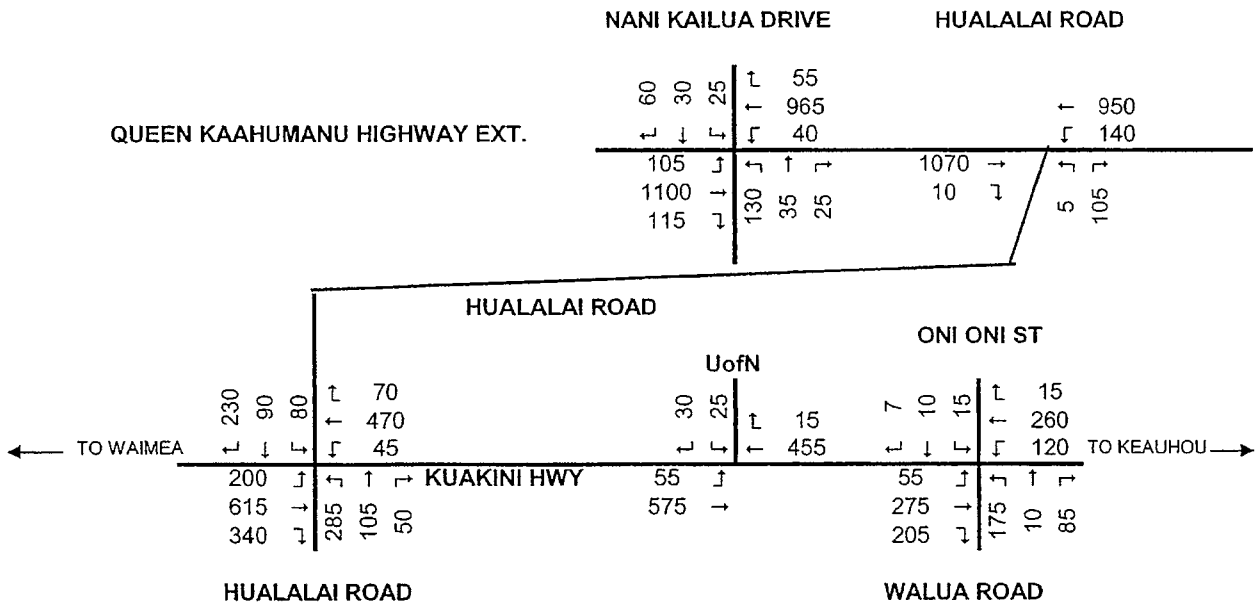 NANI KAILUA DRIVE HUALALAI ROAD
60 30 25 ↵ ↓ ↳ 55
965 950
QUEEN KAAHUMANU HIGHWAY EXT. 40 140
105 1070
1100 130 35 25 10 5 105
115
HUALALAI ROAD
ONI ONI ST
UofN
230 90 80 70 30 25 7 10 15 15
470 15 260
TO WAIMEA 45 455 120 TO KEAUHOU
200 KUAKINI HWY 55 55
615 285 105 50 575 275 175 10 85
340 205
HUALALAI ROAD WALUA ROAD